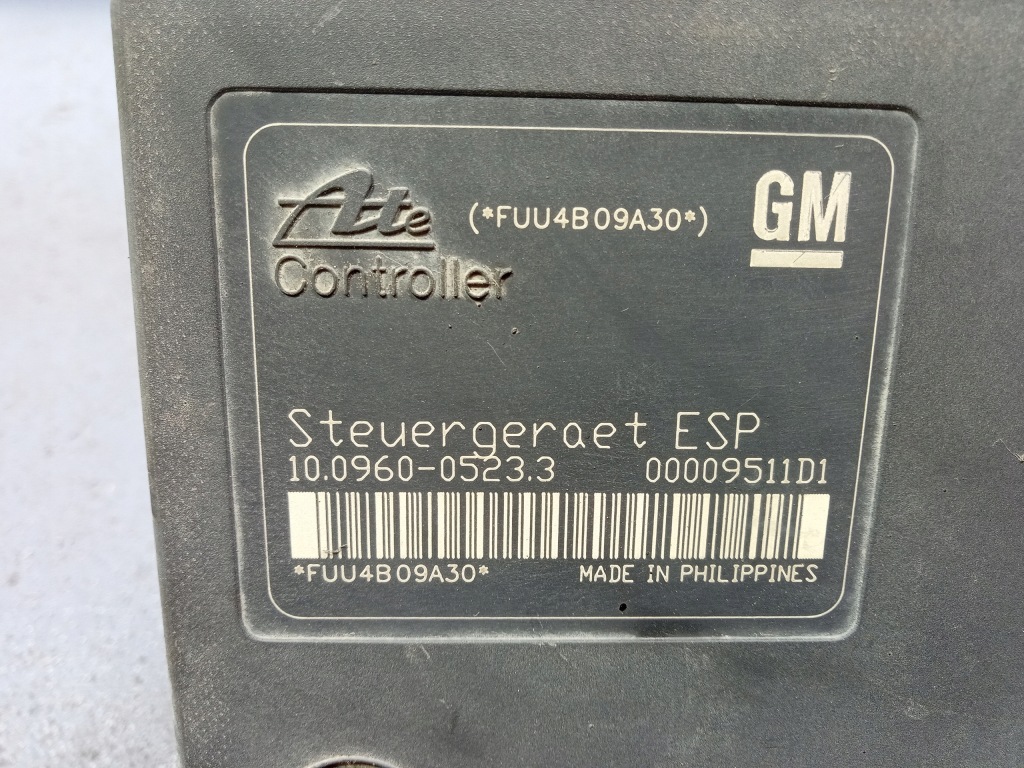 Ate (*FUU4B09A30*) GM
Controller
Steuergeraet ESP
10.0960-0523.3 00009511D1
*FUU4B09A30* MADE IN PHILIPPINES